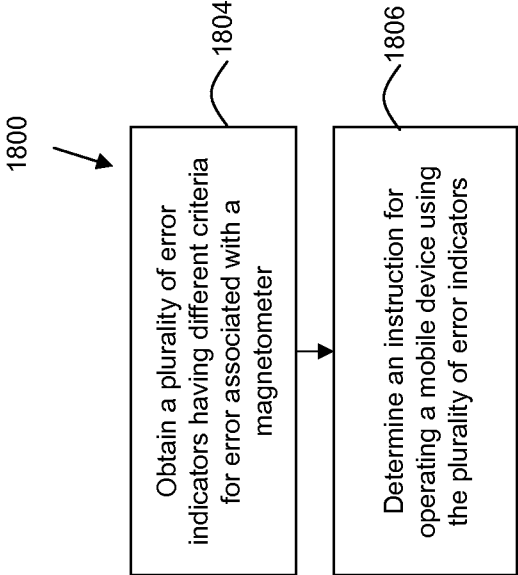 1800
1804
Obtain a plurality of error
indicators having different criteria
for error associated with a
magnetometer
1806
Determine an instruction for
operating a mobile device using
the plurality of error indicators